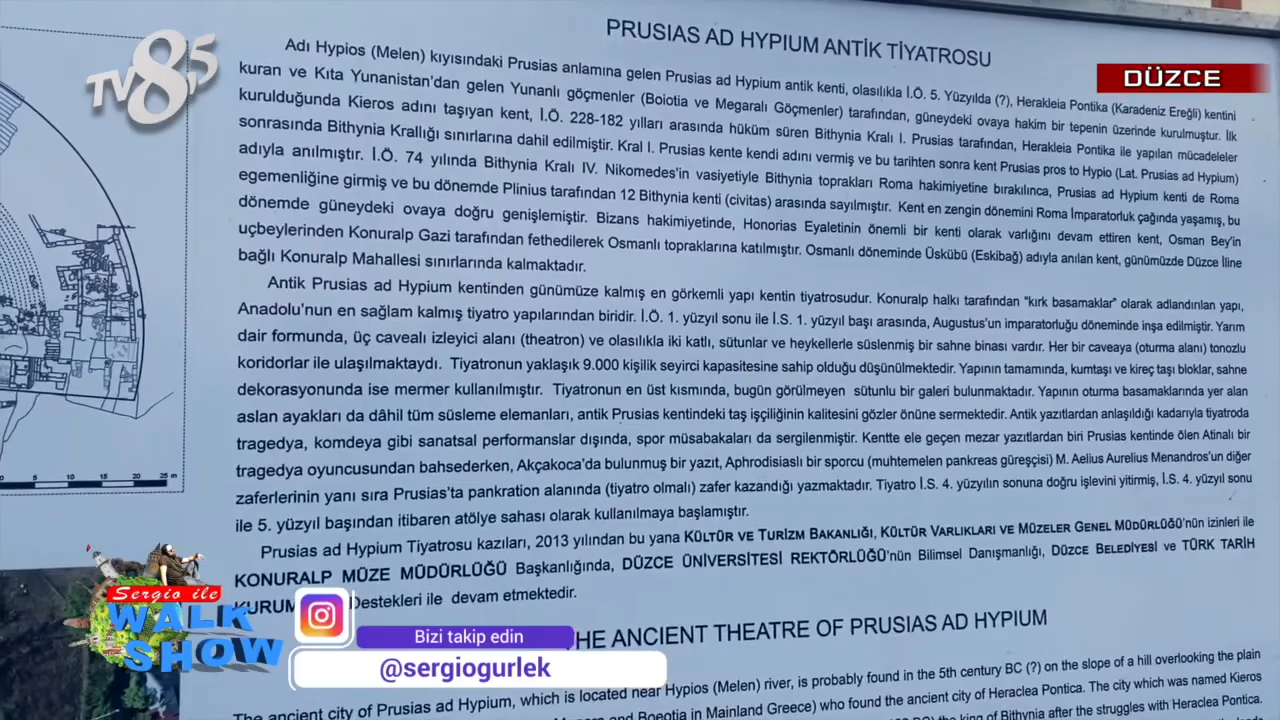 TV8,5
DÜZCE
PRUSIAS AD HYPIUM ANTİK TİYATROSU
Adı Hypios (Melen) kıyısındaki Prusias anlamına gelen Prusias ad Hypium antik kenti, olasılıkla İ.Ö. 5. Yüzyılda (?), Herakleia Pontika (Karadeniz Ereğli) kentini
kuran ve Kıta Yunanistan'dan gelen Yunanlı göçmenler (Boiotia ve Megaralı Göçmenler) tarafından, güneydeki ovaya hakim bir tepenin üzerinde kurulmuştur. İlk
kurulduğunda Kieros adını taşıyan kent, İ.Ö. 228-182 yılları arasında hüküm süren Bithynia Kralı I. Prusias tarafından, Herakleia Pontika ile yapılan mücadeleler
sonrasında Bithynia Krallığı sınırlarına dahil edilmiştir. Kral I. Prusias kente kendi adını vermiş ve bu tarihten sonra kent Prusias pros to Hypio (Lat. Prusias ad Hypium)
adıyla anılmıştır. İ.Ö. 74 yılında Bithynia Kralı IV. Nikomedes'in vasiyetiyle Bithynia toprakları Roma hakimiyetine bırakılınca, Prusias ad Hypium kenti de Roma
egemenliğine girmiş ve bu dönemde Plinius tarafından 12 Bithynia kenti (civitas) arasında sayılmıştır. Kent en zengin dönemini Roma İmparatorluk çağında yaşamış, bu
dönemde güneydeki ovaya doğru genişlemiştir. Bizans hakimiyetinde, Honorias Eyaletinin önemli bir kenti olarak varlığını devam ettiren kent, Osman Bey'in
uçbeylerinden Konuralp Gazi tarafından fethedilerek Osmanlı topraklarına katılmıştır. Osmanlı döneminde Üskübü (Eskibağ) adıyla anılan kent, günümüzde Düzce İline
bağlı Konuralp Mahallesi sınırlarında kalmaktadır.
Antik Prusias ad Hypium kentinden günümüze kalmış en görkemli yapı kentin tiyatrosudur. Konuralp halkı tarafından "kırk basamaklar" olarak adlandırılan yapı,
Anadolu'nun en sağlam kalmış tiyatro yapılarından biridir. İ.Ö. 1. yüzyıl sonu ile İ.S. 1. yüzyıl başı arasında, Augustus'un imparatorluğu döneminde inşa edilmiştir. Yarım
dair formunda, üç cavealı izleyici alanı (theatron) ve olasılıkla iki katlı, sütunlar ve heykellerle süslenmiş bir sahne binası vardır. Her bir caveaya (oturma alanı) tonozlu
koridorlar ile ulaşılmaktaydı. Tiyatronun yaklaşık 9.000 kişilik seyirci kapasitesine sahip olduğu düşünülmektedir. Yapının tamamında, kumtaşı ve kireç taşı bloklar, sahne
dekorasyonunda ise mermer kullanılmıştır. Tiyatronun en üst kısmında, bugün görülmeyen sütunlu bir galeri bulunmaktadır. Yapının oturma basamaklarında yer alan
aslan ayakları da dâhil tüm süsleme elemanları, antik Prusias kentindeki taş işçiliğinin kalitesini gözler önüne sermektedir. Antik yazıtlardan anlaşıldığı kadarıyla tiyatroda
tragedya, komdeya gibi sanatsal performanslar dışında, spor müsabakaları da sergilenmiştir. Kentte ele geçen mezar yazıtlardan biri Prusias kentinde ölen Atinalı bir
tragedya oyuncusundan bahsederken, Akçakoca'da bulunmuş bir yazıt, Aphrodisiaslı bir sporcu (muhtemelen pankreas güreşçisi) M. Aelius Aurelius Menandros'un diğer
zaferlerinin yanı sıra Prusias'ta pankration alanında (tiyatro olmalı) zafer kazandığı yazmaktadır. Tiyatro İ.S. 4. yüzyılın sonuna doğru işlevini yitirmiş, İ.S. 4. yüzyıl sonu
ile 5. yüzyıl başından itibaren atölye sahası olarak kullanılmaya başlamıştır.
Prusias ad Hypium Tiyatrosu kazıları, 2013 yılından bu yana KÜLTÜR VE TURİZM BAKANLIĞI, KÜLTÜR VARLIKLARI VE MÜZELER GENEL MÜDÜRLÜĞÜ'nün izinleri ile
KONURALP MÜZE MÜDÜRLÜĞÜ Başkanlığında, DÜZCE ÜNİVERSİTESİ REKTÖRLÜĞÜ'nün Bilimsel Danışmanlığı, DÜZCE BELEDİYESİ ve TÜRK TARİH
KURUM Destekleri ile devam etmektedir.
0 5 10 15 20 25 m
THE ANCIENT THEATRE OF PRUSIAS AD HYPIUM
The ancient city of Prusias ad Hypium, which is located near Hypios (Melen) river, is probably found in the 5th century BC (?) on the slope of a hill overlooking the plain
and Boeotia in Mainland Greece) who found the ancient city of Heraclea Pontica. The city which was named Kieros
the king of Bithynia after the struggles with Heraclea Pontica.
Sergio ile
WALK
SHOW
Bizi takip edin
@sergiogurlek